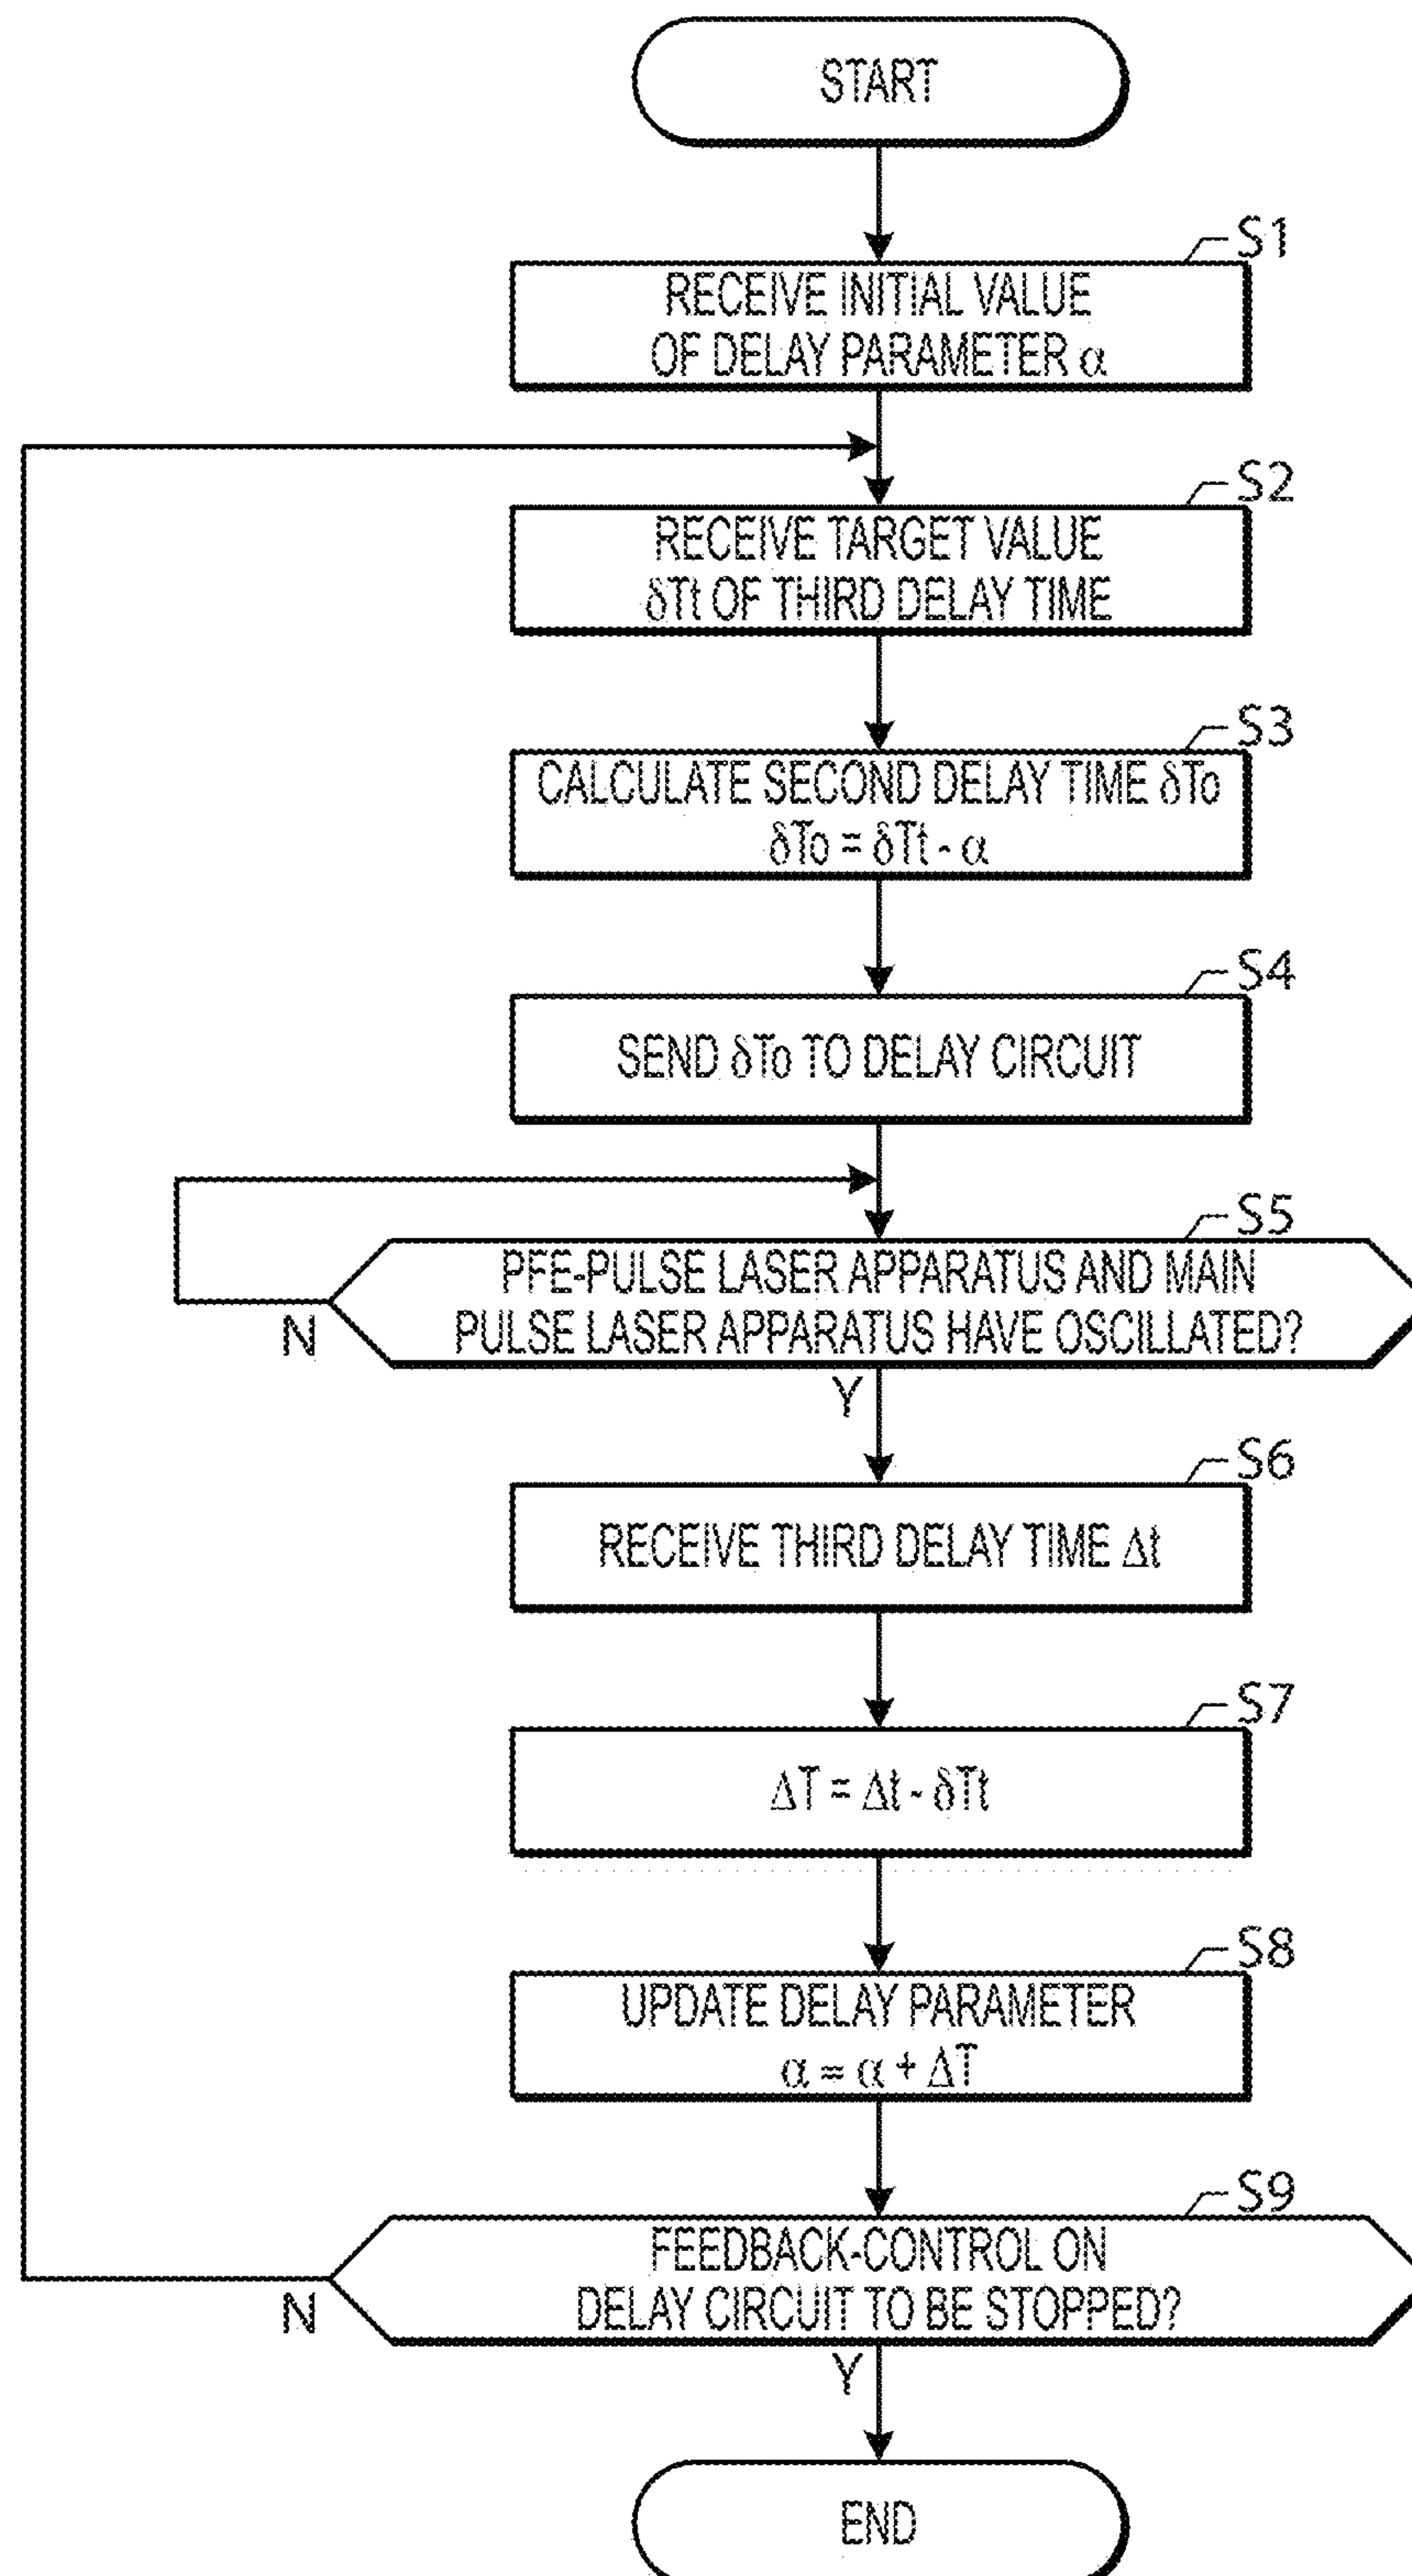 START
S1
RECEIVE INITIAL VALUE
OF DELAY PARAMETER α
S2
RECEIVE TARGET VALUE
δTt OF THIRD DELAY TIME
S3
CALCULATE SECOND DELAY TIME δTo
δTo = δTt - α
S4
SEND δTo TO DELAY CIRCUIT
S5
PFE-PULSE LASER APPARATUS AND MAIN
PULSE LASER APPARATUS HAVE OSCILLATED?
N
Y
S6
RECEIVE THIRD DELAY TIME Δt
S7
ΔT = Δt - δTt
S8
UPDATE DELAY PARAMETER
α = α + ΔT
S9
FEEDBACK-CONTROL ON
DELAY CIRCUIT TO BE STOPPED?
N
Y
END